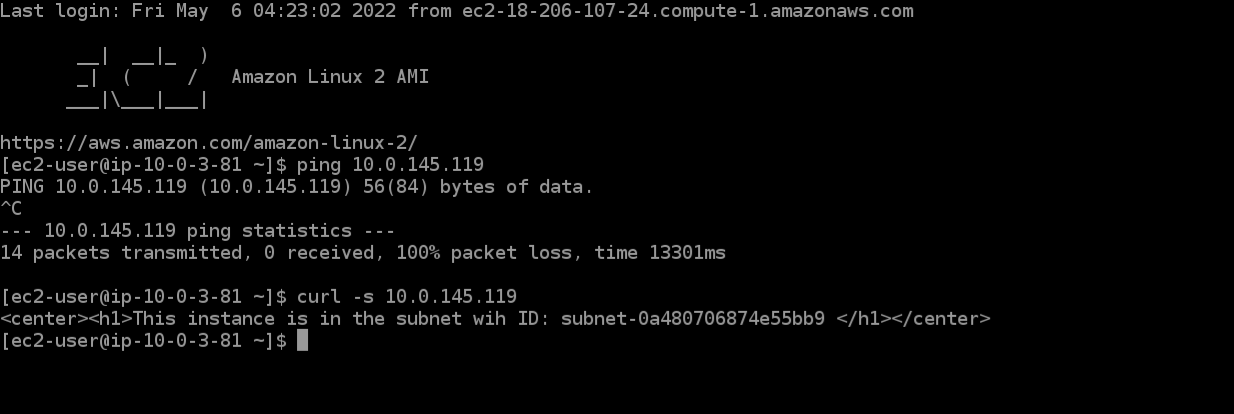 Last login: Fri May  6 04:23:02 2022 from ec2-18-206-107-24.compute-1.amazonaws.com
       __|  __|_  )
       _|  (     /   Amazon Linux 2 AMI
      ___|\___|___|
https://aws.amazon.com/amazon-linux-2/
[ec2-user@ip-10-0-3-81 ~]$ ping 10.0.145.119
PING 10.0.145.119 (10.0.145.119) 56(84) bytes of data.
^C
--- 10.0.145.119 ping statistics ---
14 packets transmitted, 0 received, 100% packet loss, time 13301ms
[ec2-user@ip-10-0-3-81 ~]$ curl -s 10.0.145.119
<center><h1>This instance is in the subnet wih ID: subnet-0a480706874e55bb9 </h1></center>
[ec2-user@ip-10-0-3-81 ~]$